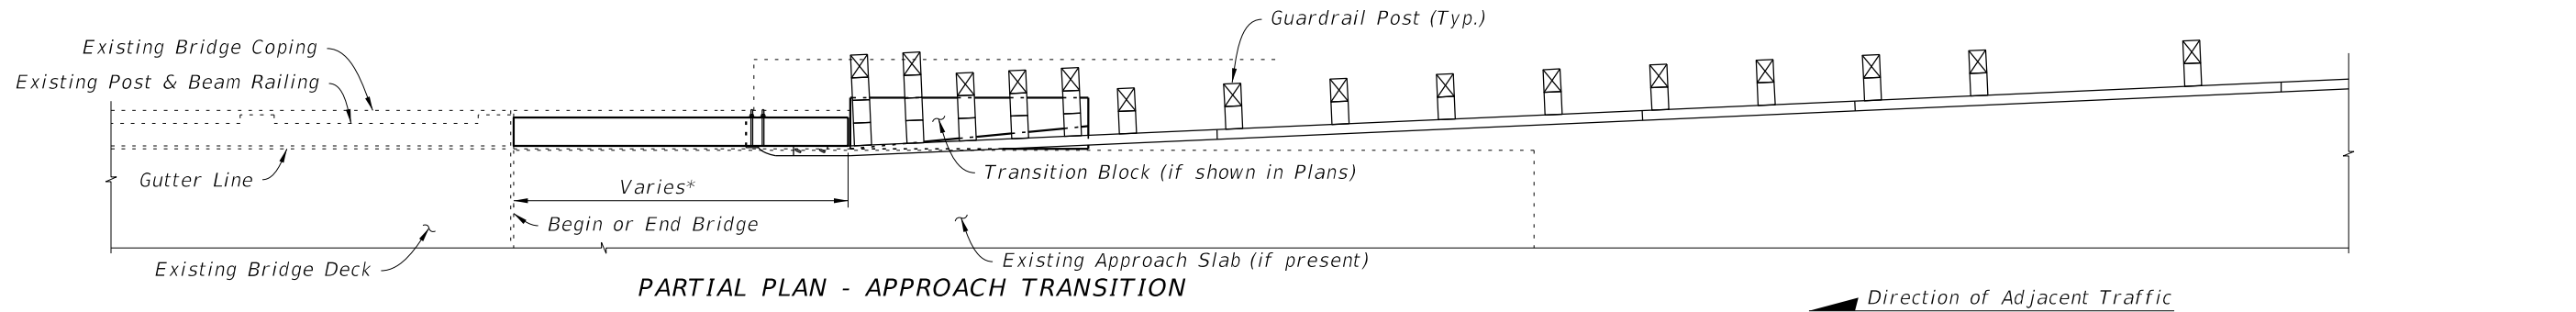 Guardrail Post (Typ.)
Existing Bridge Coping
Existing Post & Beam Railing
Gutter Line
Transition Block (if shown in Plans)
Varies*
Begin or End Bridge
Existing Bridge Deck
Existing Approach Slab (if present)
PARTIAL PLAN - APPROACH TRANSITION
Direction of Adjacent Traffic